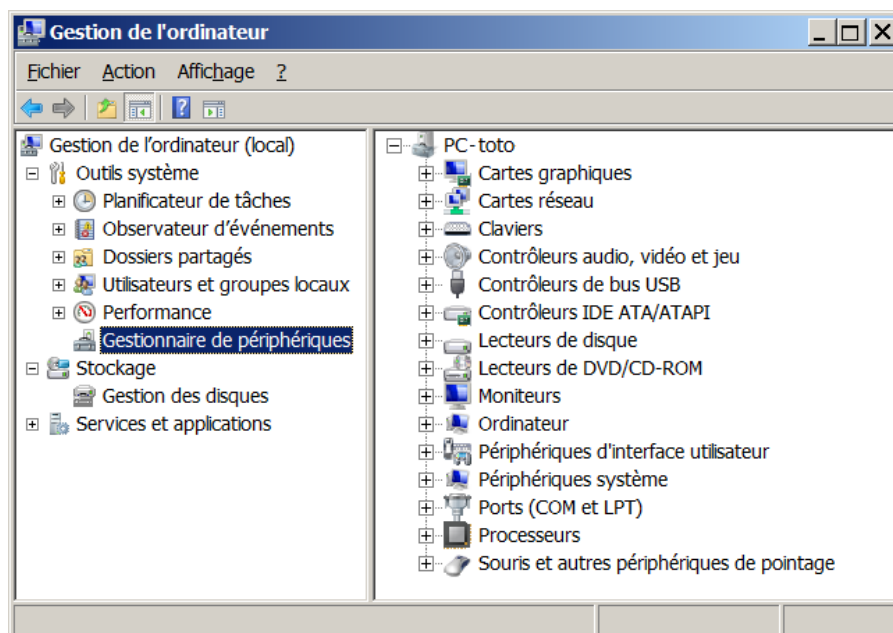 Gestion de l'ordinateur
Fichier Action Affichage ?
Gestion de l’ordinateur (local)
Outils système
Planificateur de tâches
Observateur d’événements
Dossiers partagés
Utilisateurs et groupes locaux
Performance
Gestionnaire de périphériques
Stockage
Gestion des disques
Services et applications
PC-toto
Cartes graphiques
Cartes réseau
Claviers
Contrôleurs audio, vidéo et jeu
Contrôleurs de bus USB
Contrôleurs IDE ATA/ATAPI
Lecteurs de disque
Lecteurs de DVD/CD-ROM
Moniteurs
Ordinateur
Périphériques d'interface utilisateur
Périphériques système
Ports (COM et LPT)
Processeurs
Souris et autres périphériques de pointage